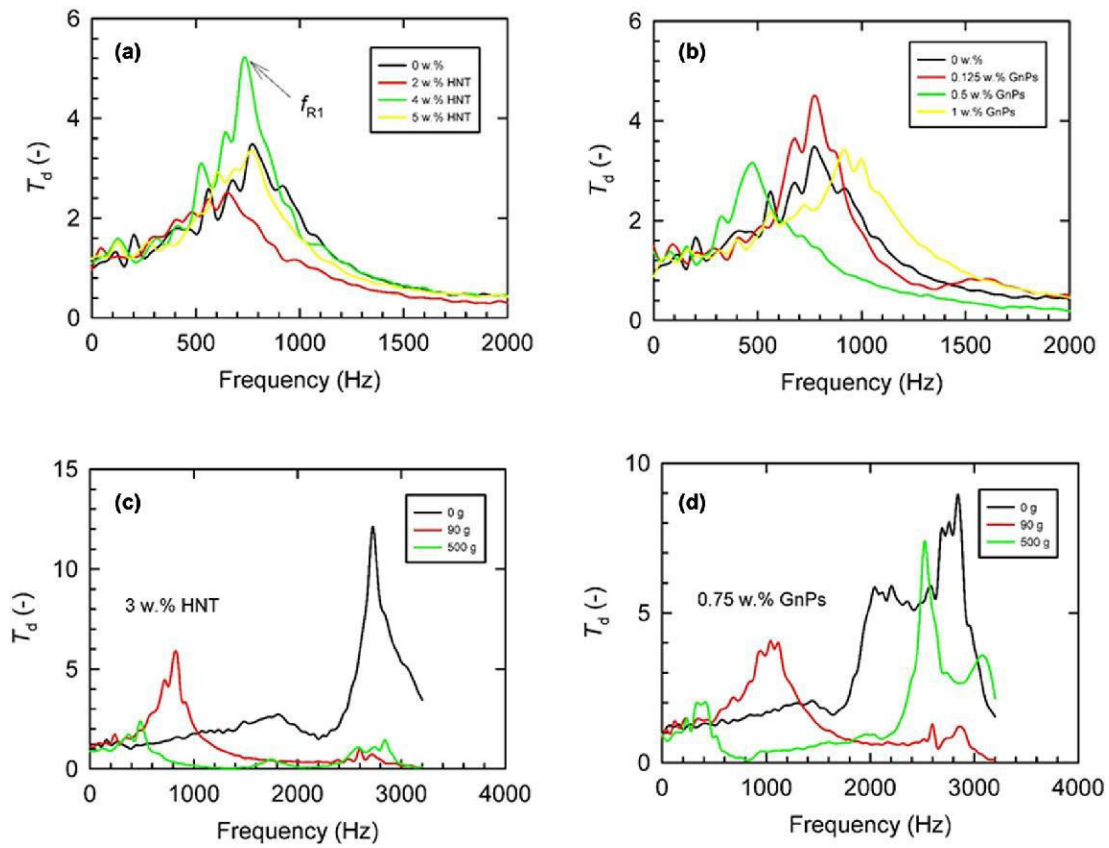 (a)
6
4
2
0
T_d (-)
0 w.%
2 w.% HNT
4 w.% HNT
5 w.% HNT
f_R1
0 500 1000 1500 2000
Frequency (Hz)
(b)
6
4
2
0
T_d (-)
0 w.%
0.125 w.% GnPs
0.5 w.% GnPs
1 w.% GnPs
0 500 1000 1500 2000
Frequency (Hz)
(c)
15
10
5
0
T_d (-)
0 g
90 g
500 g
3 w.% HNT
0 1000 2000 3000 4000
Frequency (Hz)
(d)
10
5
0
T_d (-)
0 g
90 g
500 g
0.75 w.% GnPs
0 1000 2000 3000 4000
Frequency (Hz)